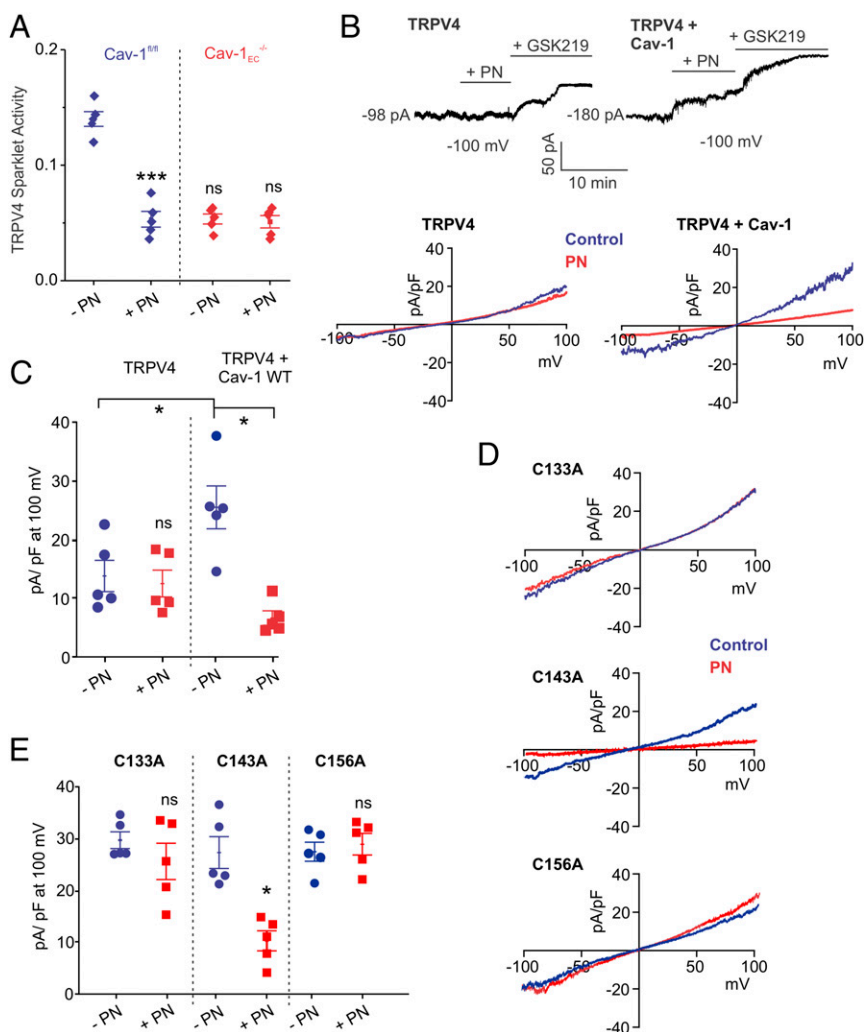 A
Cav-1fl/fl
Cav-1EC-/-
TRPV4 Sparklet Activity
0.2
0.1
0.0
***
ns
ns
- PN
+ PN
- PN
+ PN
B
TRPV4
+ GSK219
+ PN
-98 pA
-100 mV
TRPV4 +
Cav-1
+ GSK219
+ PN
-180 pA
-100 mV
50 pA
10 min
TRPV4
Control
PN
pA/pF
40
20
-20
-40
-100
-50
0
50
100
mV
TRPV4 + Cav-1
pA/pF
40
20
-20
-40
-100
-50
0
50
100
mV
C
TRPV4
TRPV4 +
Cav-1 WT
*
*
pA/ pF at 100 mV
40
30
20
10
0
ns
- PN
+ PN
- PN
+ PN
D
C133A
pA/pF
40
20
-20
-40
-100
-50
0
50
100
mV
Control
PN
C143A
pA/pF
40
20
-20
-40
-100
-50
0
50
100
mV
C156A
pA/pF
40
20
-20
-40
-100
-50
0
50
100
mV
E
C133A
C143A
C156A
pA/ pF at 100 mV
40
30
20
10
0
ns
*
ns
- PN
+ PN
- PN
+ PN
- PN
+ PN